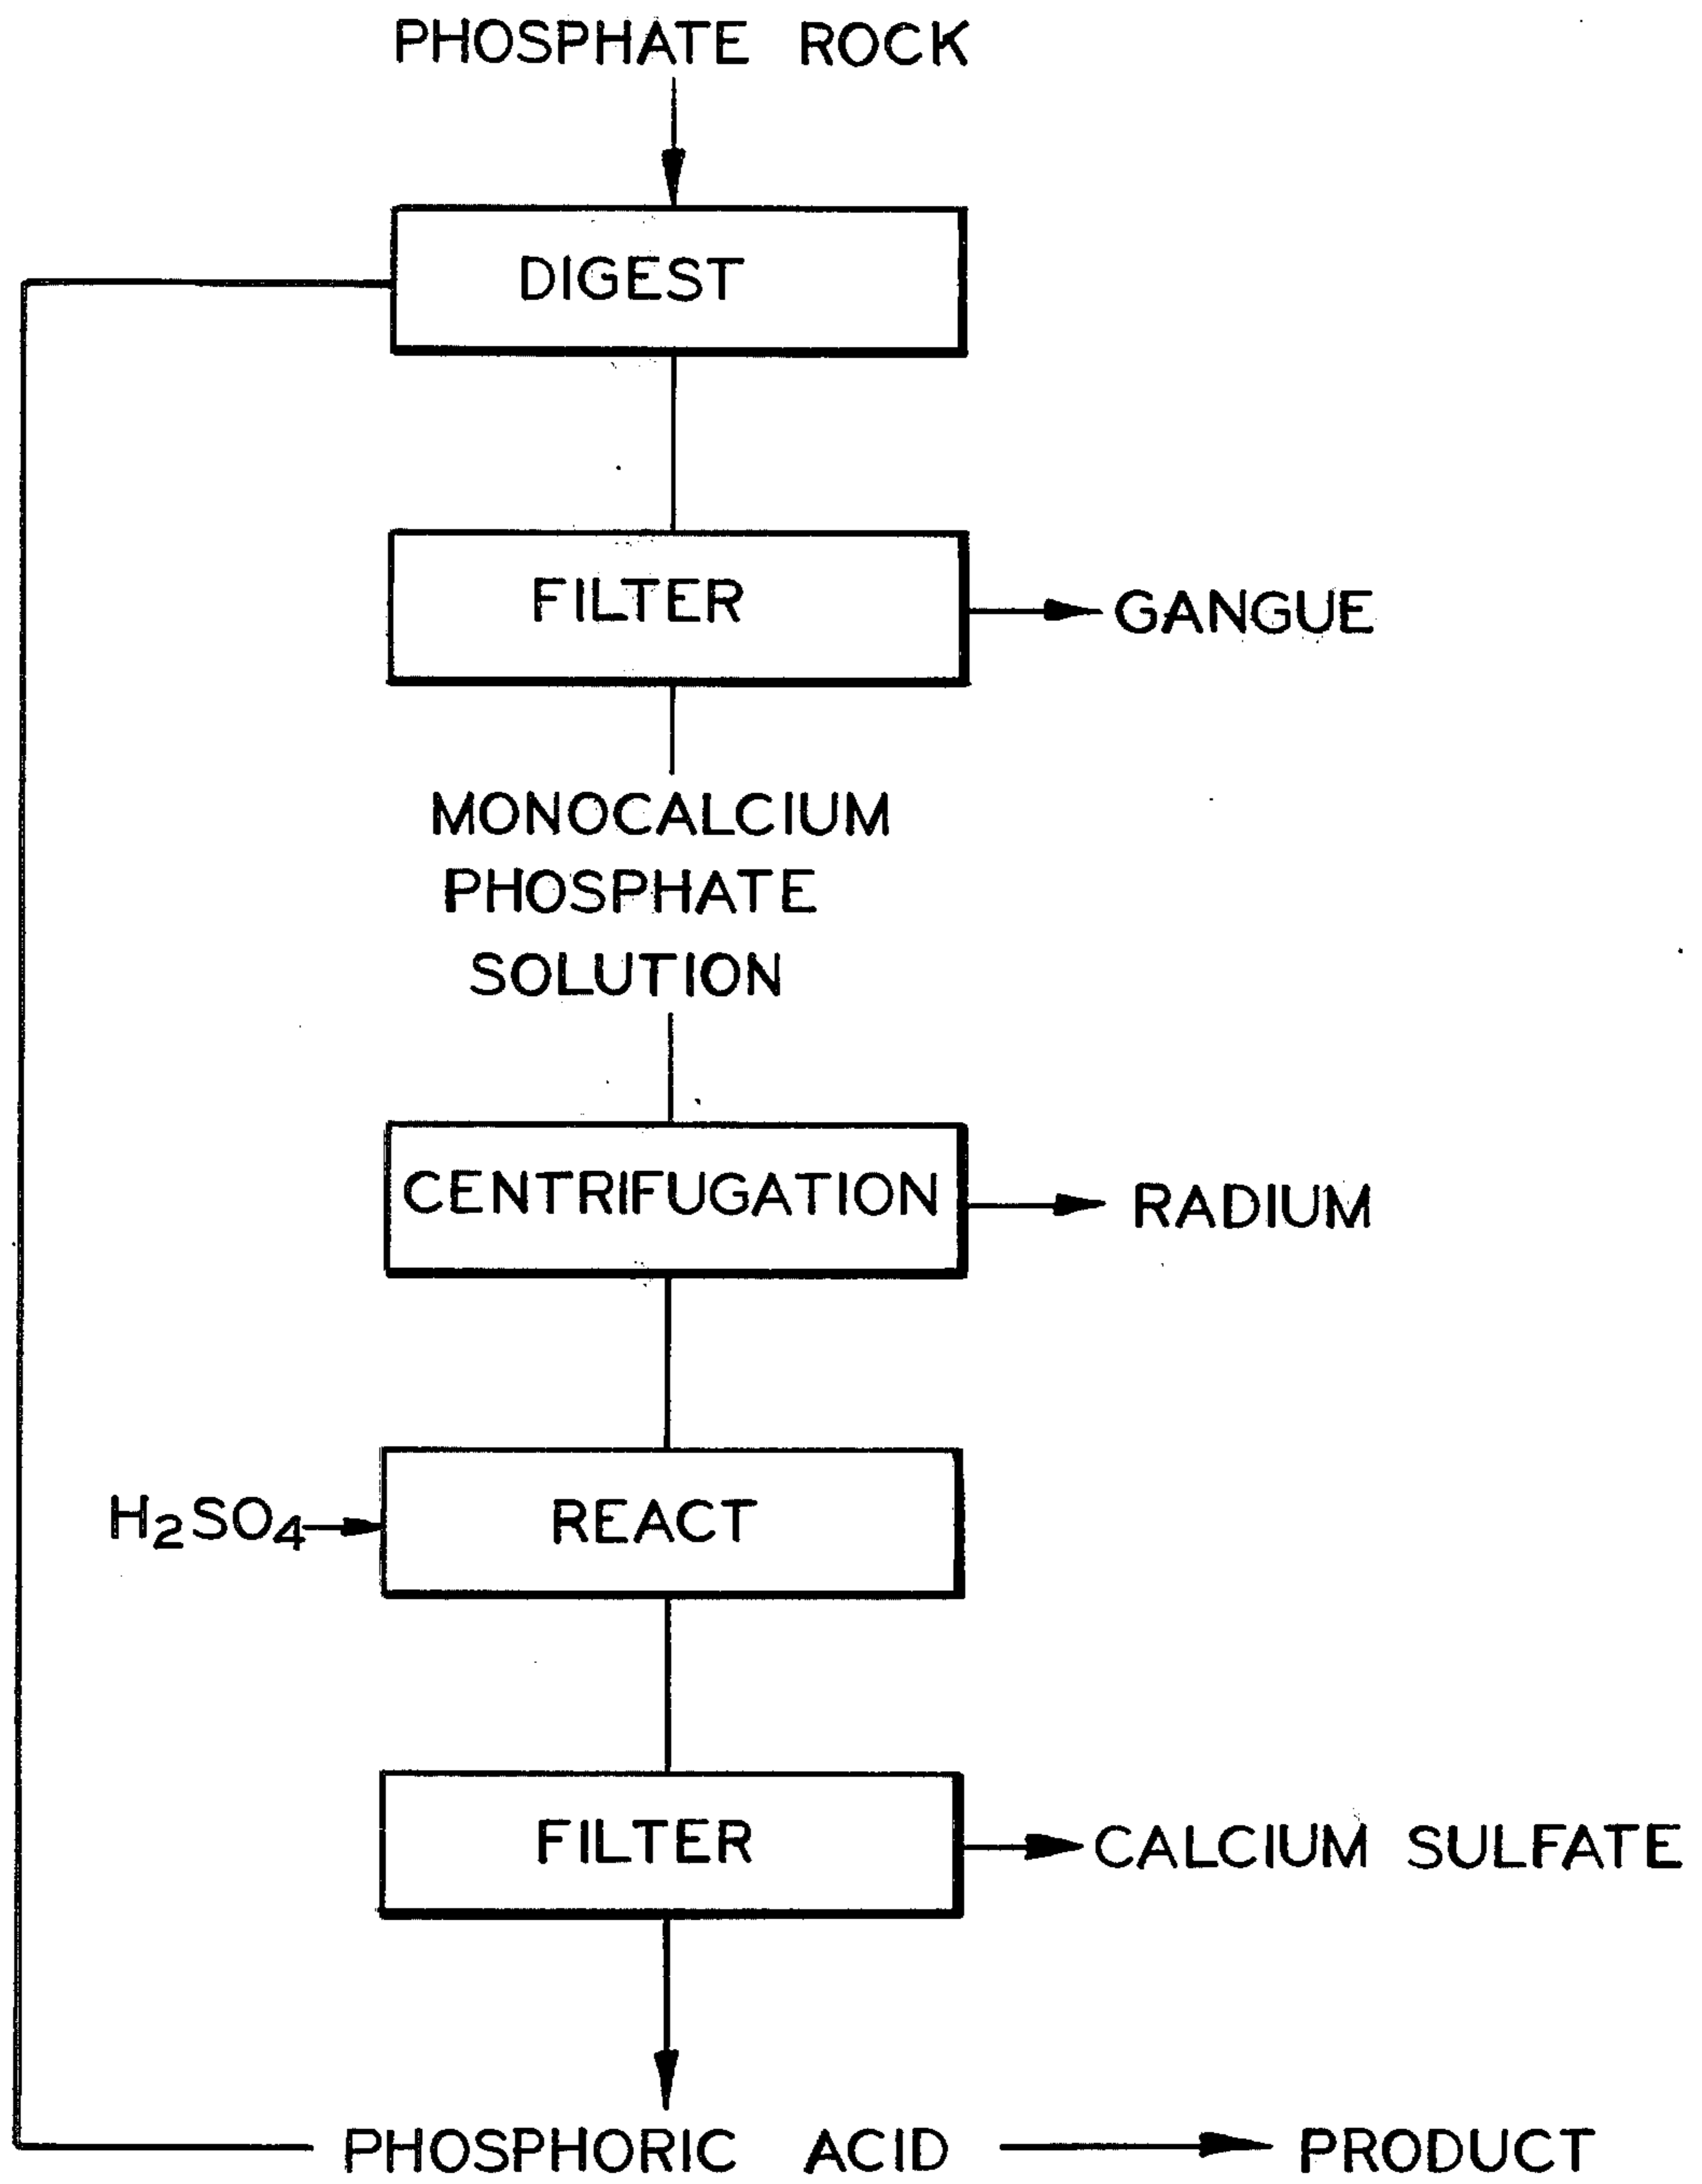 PHOSPHATE ROCK
DIGEST
FILTER
GANGUE
MONOCALCIUM
PHOSPHATE
SOLUTION
CENTRIFUGATION
RADIUM
H2SO4
REACT
FILTER
CALCIUM SULFATE
PHOSPHORIC ACID
PRODUCT